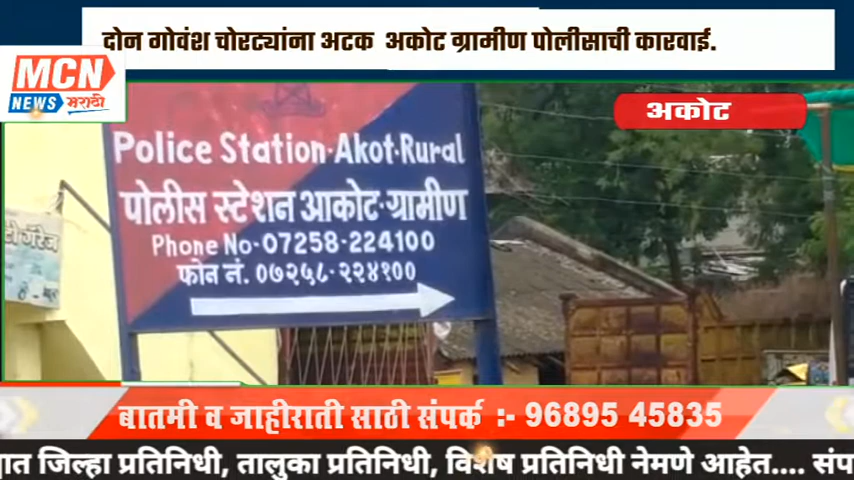 दोन गोवंश चोरट्यांना अटक अकोट ग्रामीण पोलीसाची कारवाई.
MCN
NEWS मराठी
अकोट
Police Station-Akot-Rural
पोलीस स्टेशन आकोट-ग्रामीण
Phone No-07258-224100
फोन नं. ०७२५८-२२४१००
गॅरेज
बातमी व जाहीराती साठी संपर्क :- 96895 45835
जिल्हा प्रतिनिधी, तालुका प्रतिनिधी, विशेष प्रतिनिधी नेमणे आहेत....